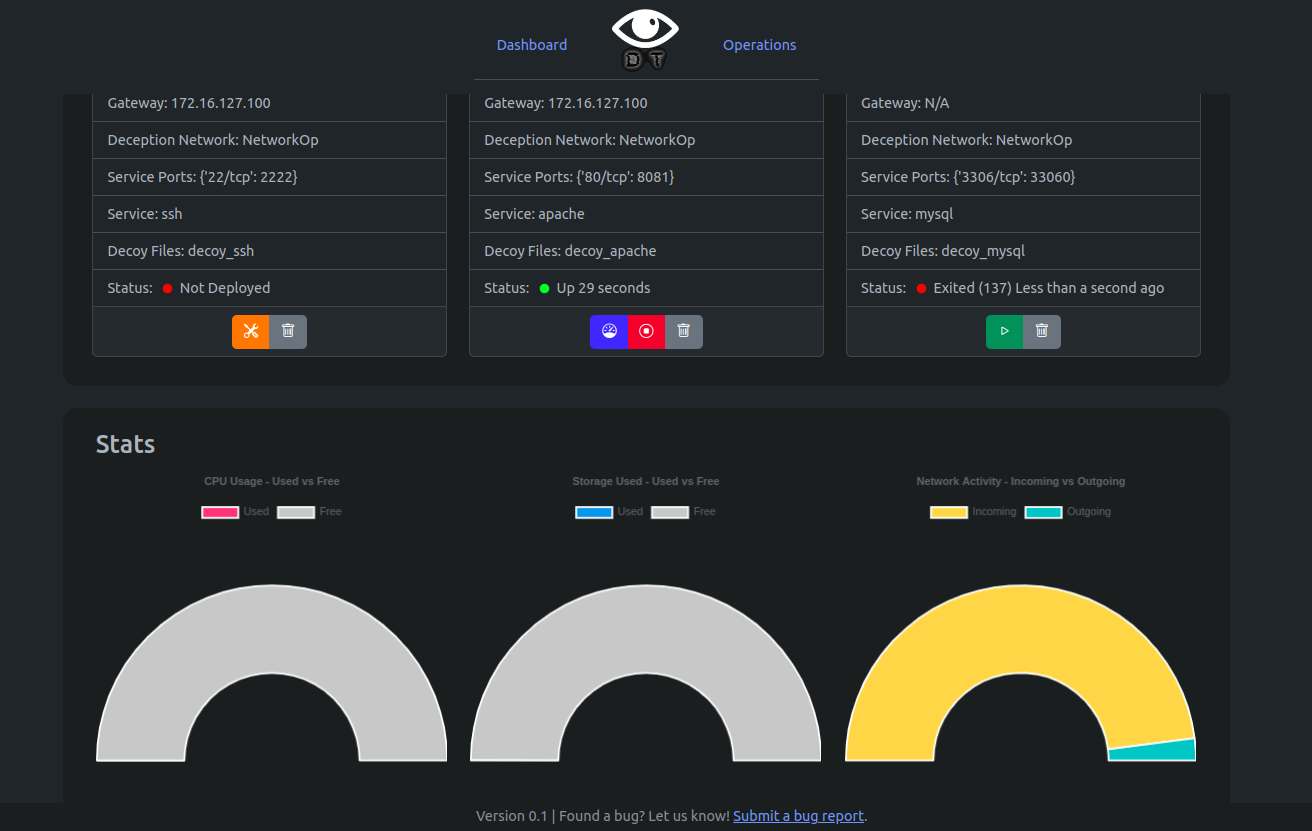 Dashboard
DT
Operations
Gateway: 172.16.127.100
Deception Network: NetworkOp
Service Ports: {'22/tcp': 2222}
Service: ssh
Decoy Files: decoy_ssh
Status: Not Deployed
Gateway: 172.16.127.100
Deception Network: NetworkOp
Service Ports: {'80/tcp': 8081}
Service: apache
Decoy Files: decoy_apache
Status: Up 29 seconds
Gateway: N/A
Deception Network: NetworkOp
Service Ports: {'3306/tcp': 33060}
Service: mysql
Decoy Files: decoy_mysql
Status: Exited (137) Less than a second ago
Stats
CPU Usage - Used vs Free
Used Free
Storage Used - Used vs Free
Used Free
Network Activity - Incoming vs Outgoing
Incoming Outgoing
Version 0.1 | Found a bug? Let us know! Submit a bug report.